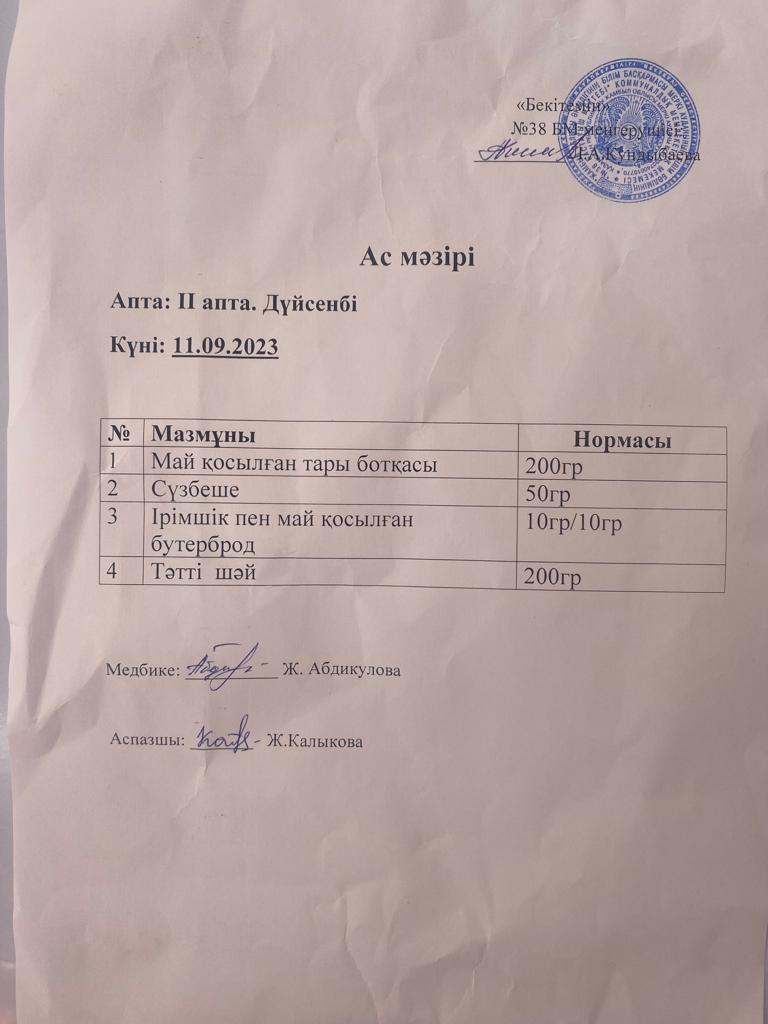 «Бекітемін»
№38 БМ меңгерушісі
Кундыбаева
Ас мәзірі
Апта: II апта. Дүйсенбі
Күні: 11.09.2023
№ Мазмұны Нормасы
1 Май қосылған тары ботқасы 200гр
2 Сүзбеше 50гр
3 Ірімшік пен май қосылған 10гр/10гр
бутерброд
4 Тәтті шәй 200гр
Медбике: Ж. Абдикулова
Аспазшы: Ж.Калыкова